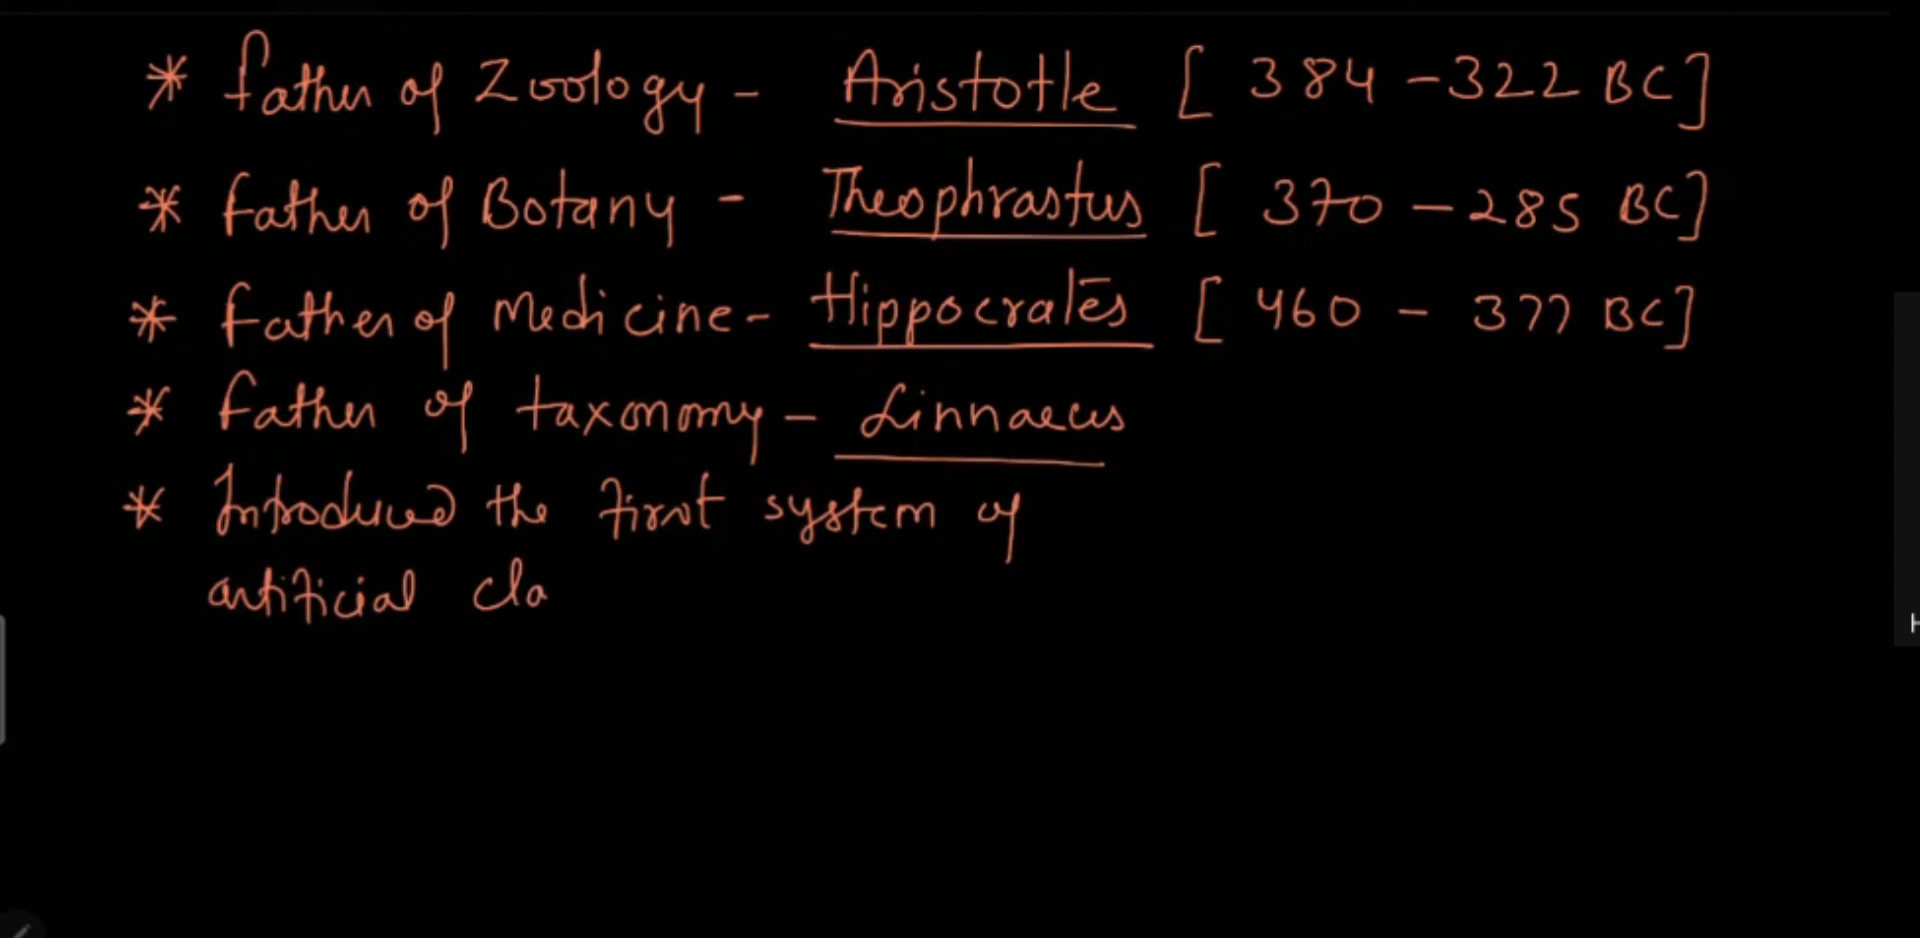 * Father of Zoology - Aristotle [ 384 - 322 BC]
* Father of Botany - Theophrastus [ 370 - 285 BC]
* Father of Medicine - Hippocrates [ 460 - 377 BC]
* Father of taxonomy - Linnaeus
* Introduced the first system of
artificial cla
H